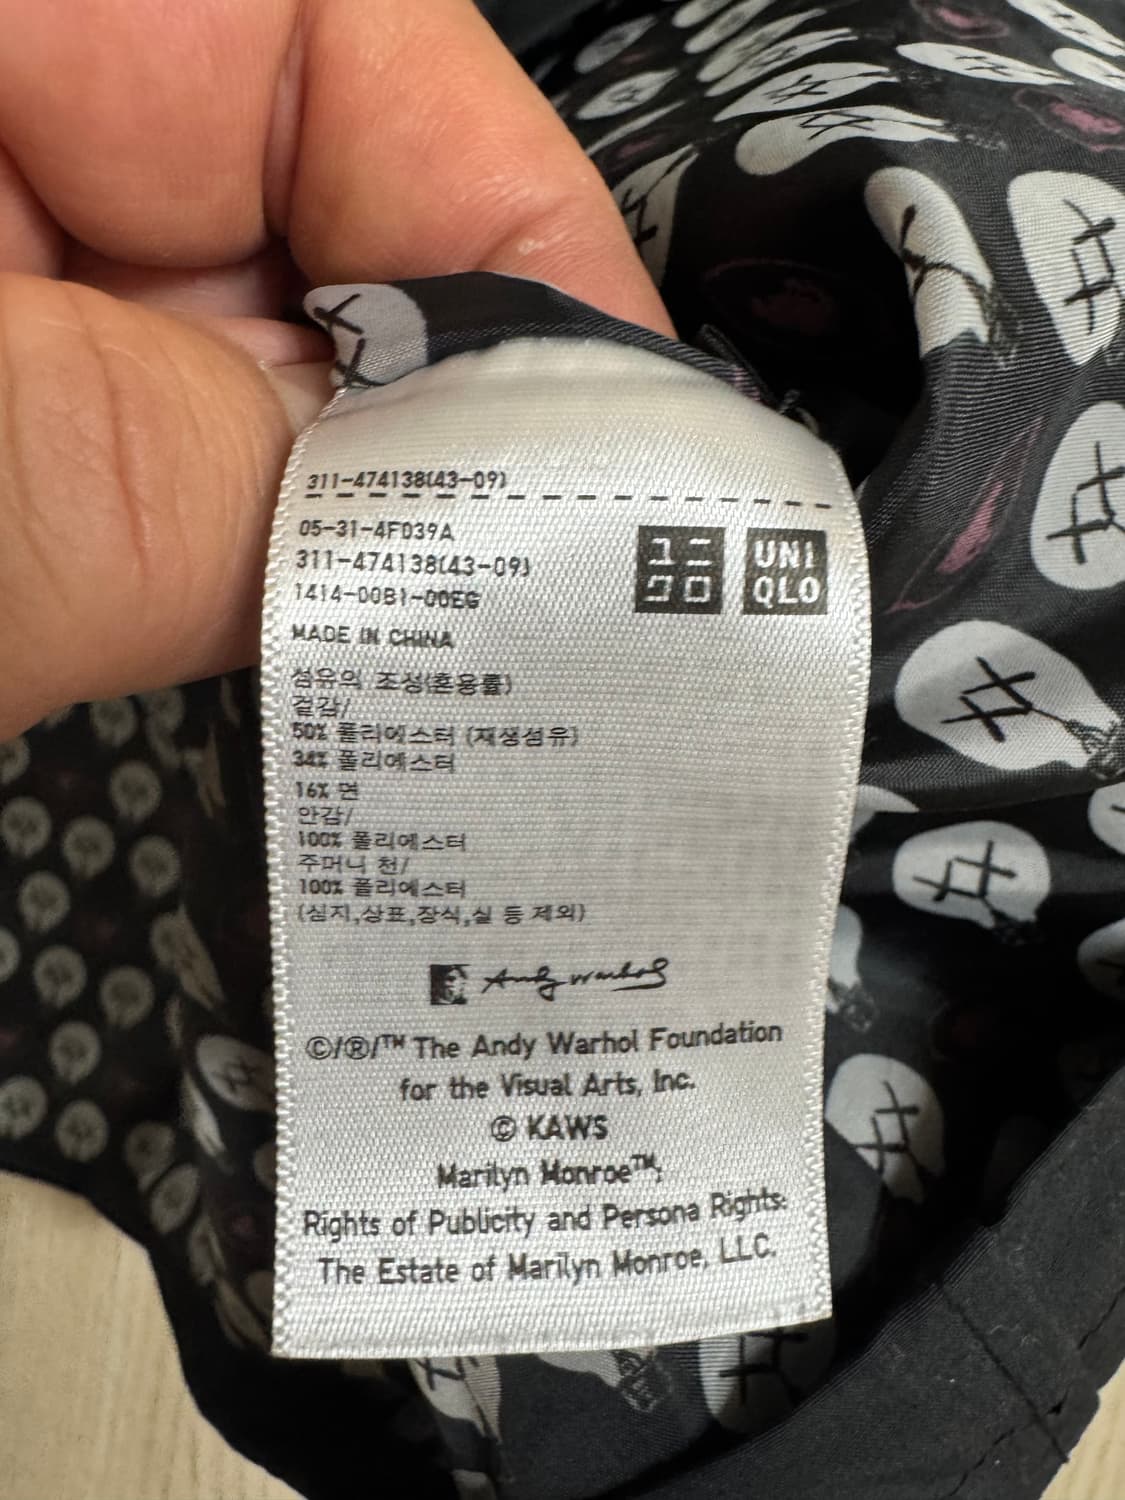 311-474138(43-09)
05-31-4F039A
311-474138(43-09)
1414-00B1-00EG
MADE IN CHINA
ユニ
クロ
UNI
QLO
섬유의 조성(혼용률)
겉감/
50% 폴리에스터 (재생섬유)
34% 폴리에스터
16% 면
안감/
100% 폴리에스터
주머니 천/
100% 폴리에스터
(심지,상표,장식,실 등 제외)
Andy Warhol
©/®/™ The Andy Warhol Foundation
for the Visual Arts, Inc.
© KAWS
Marilyn Monroe™;
Rights of Publicity and Persona Rights:
The Estate of Marilyn Monroe, LLC.